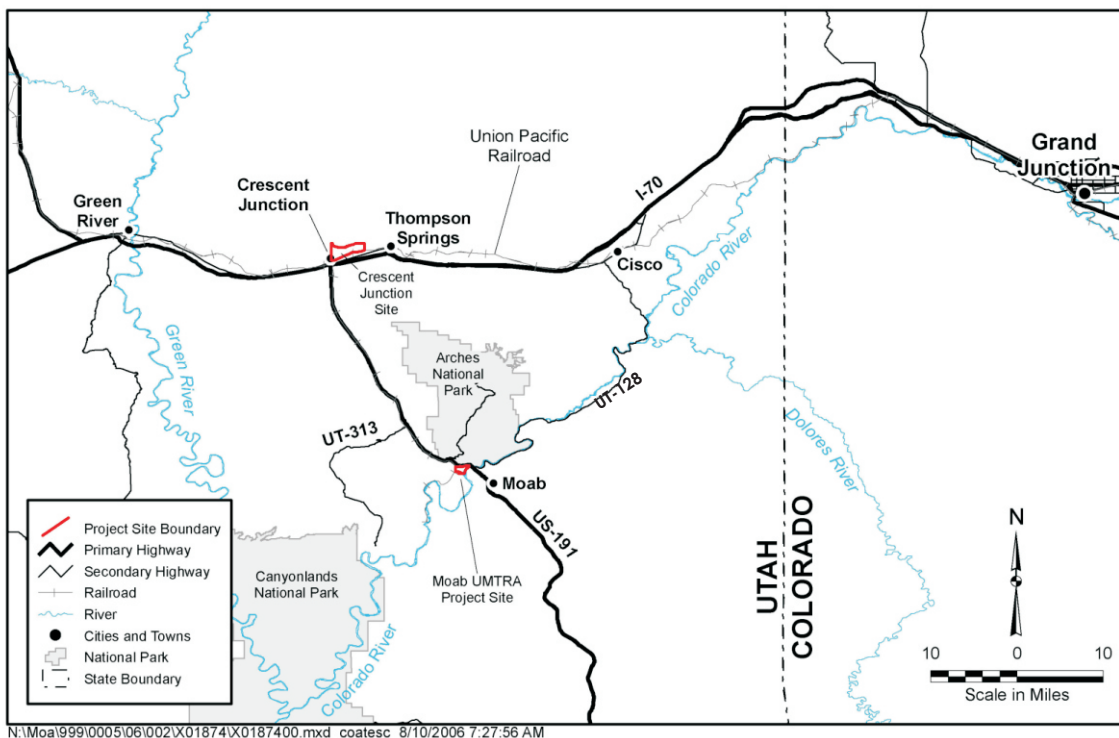 Union Pacific
Railroad
Grand
Junction
I-70
Crescent
Junction
Green
River
Thompson
Springs
Cisco
Colorado River
Crescent
Junction
Site
Green River
Arches
National
Park
UT-128
UT-313
Dolores River
Moab
US-191
Moab UMTRA
Project Site
Canyonlands
National Park
Colorado River
UTAH
COLORADO
Project Site Boundary
Primary Highway
Secondary Highway
Railroad
River
Cities and Towns
National Park
State Boundary
N
10 0 10
Scale in Miles
N:\Moa\999\0005\06\002\X01874\X0187400.mxd coatesc 8/10/2006 7:27:56 AM